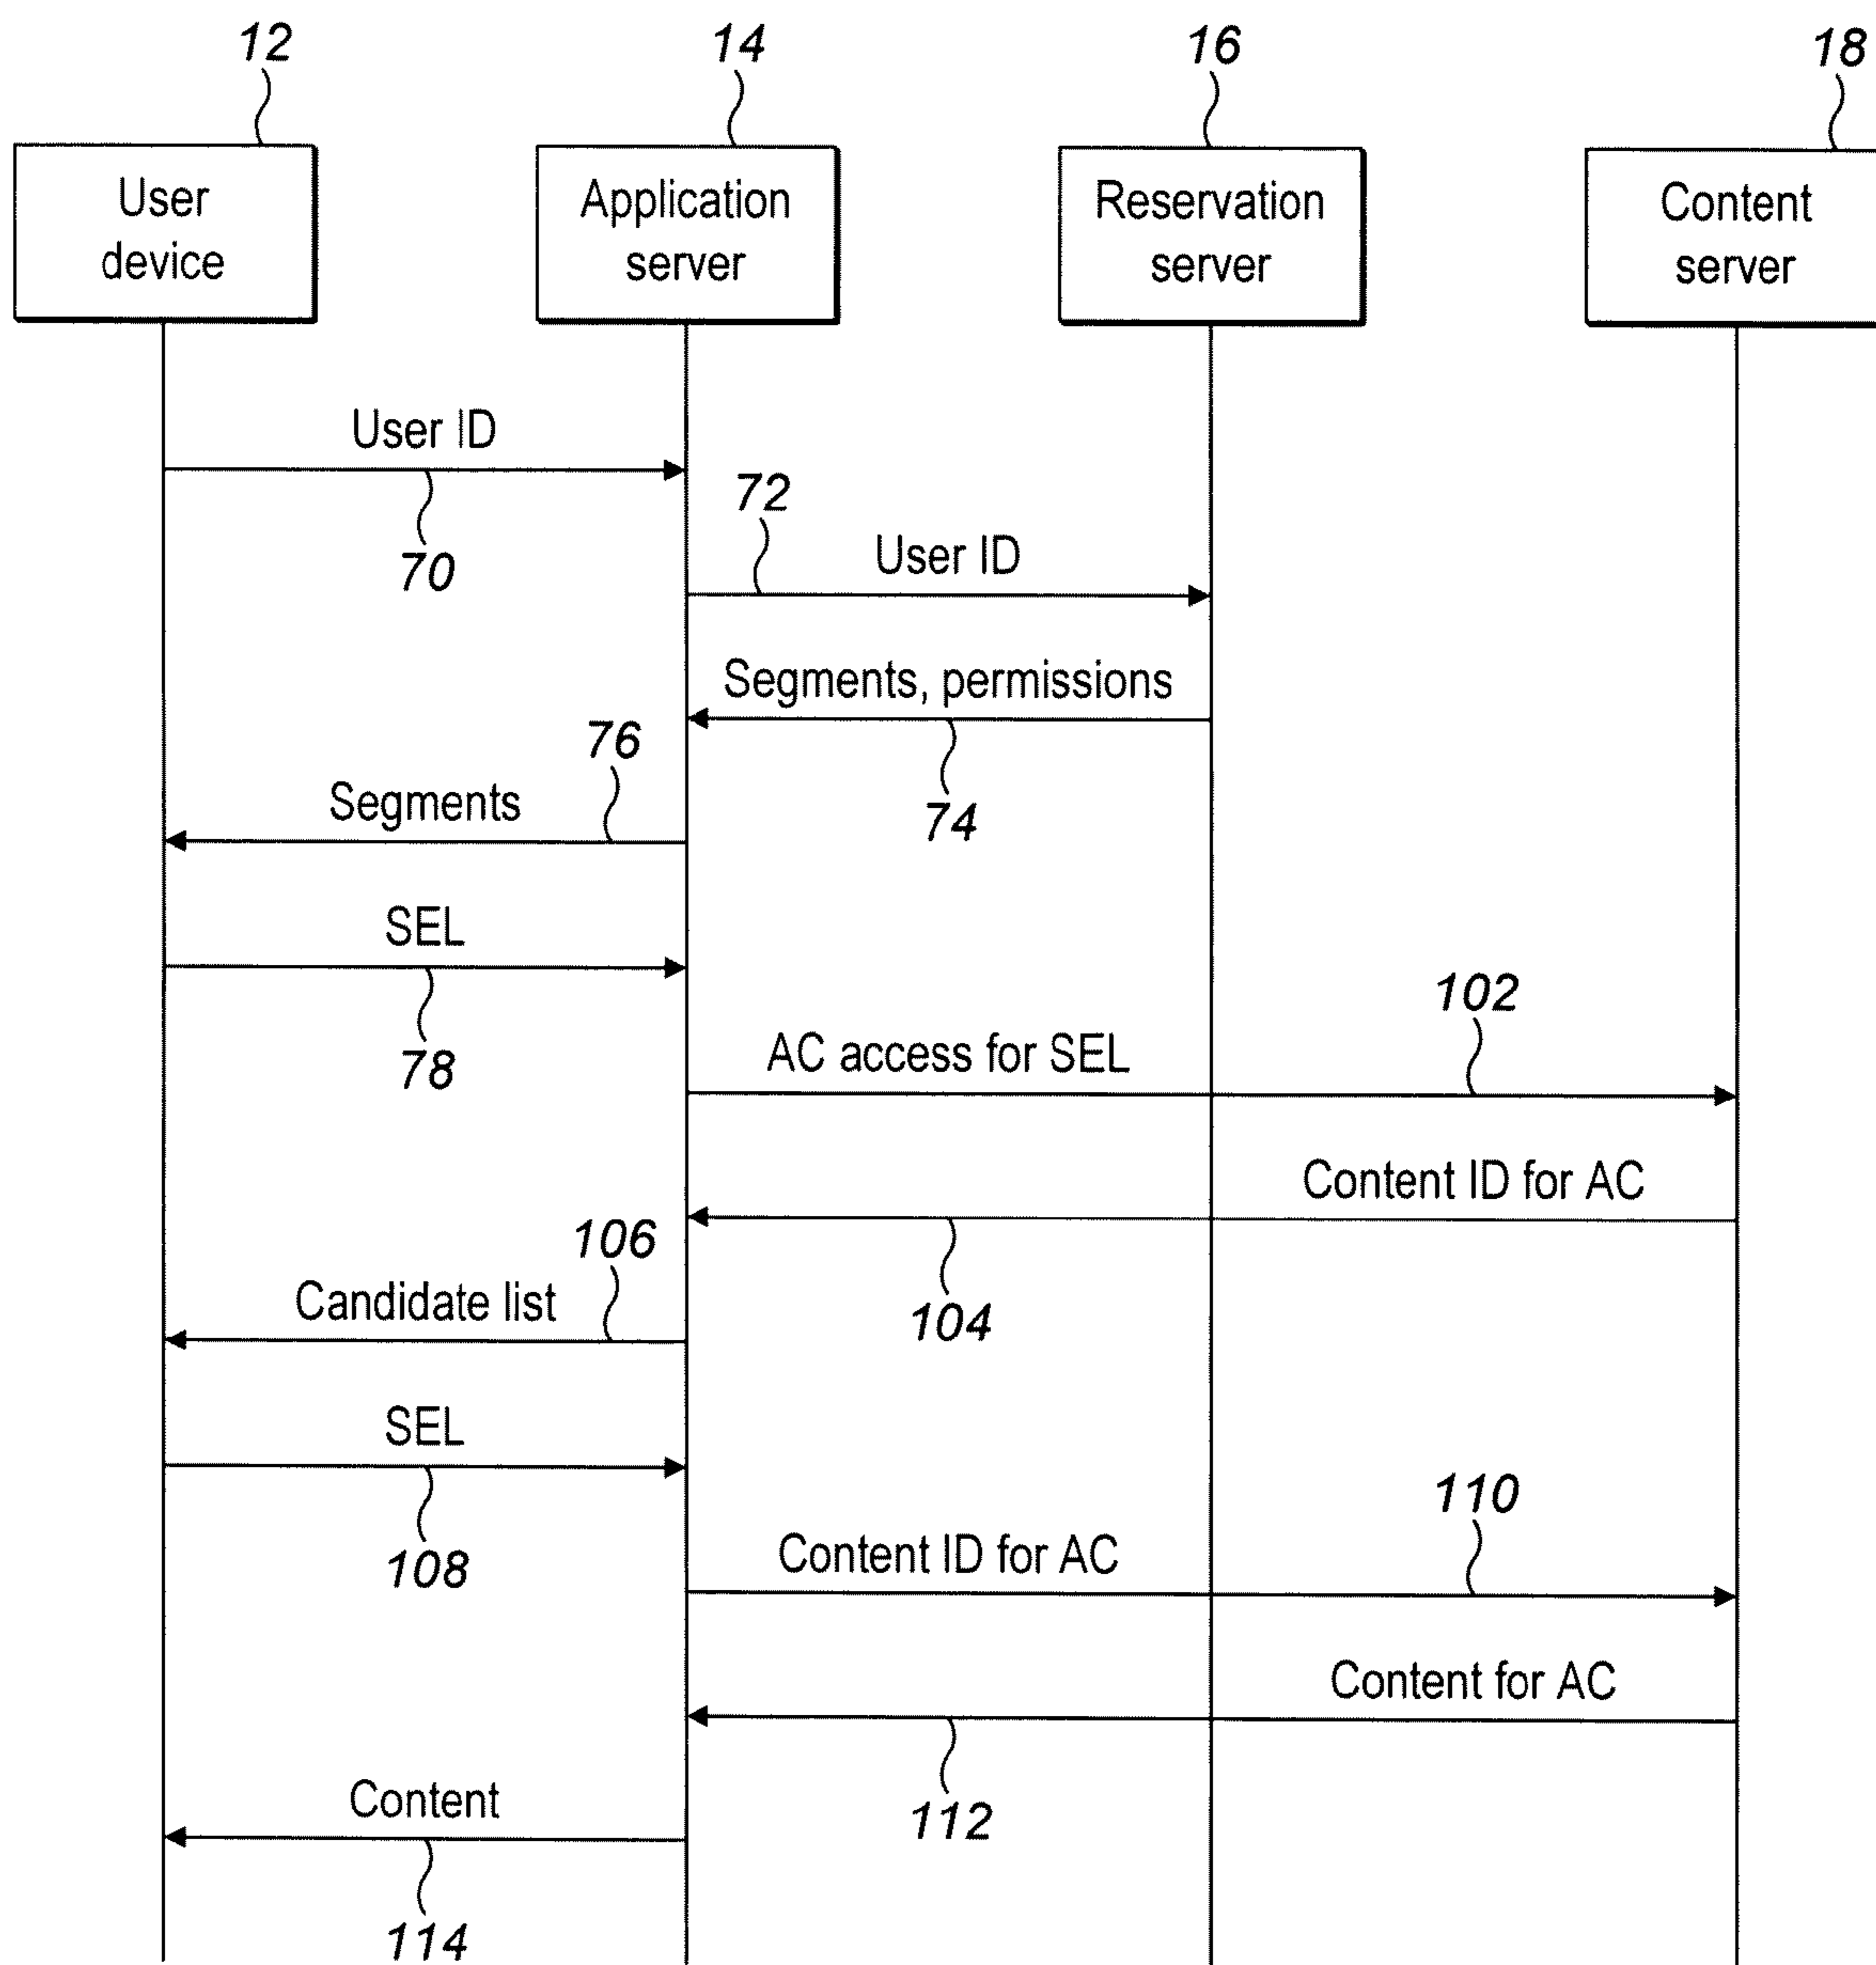 12
14
16
18
User
device
Application
server
Reservation
server
Content
server
User ID
70
72
User ID
Segments, permissions
74
76
Segments
SEL
78
102
AC access for SEL
Content ID for AC
104
106
Candidate list
SEL
108
110
Content ID for AC
Content for AC
112
Content
114